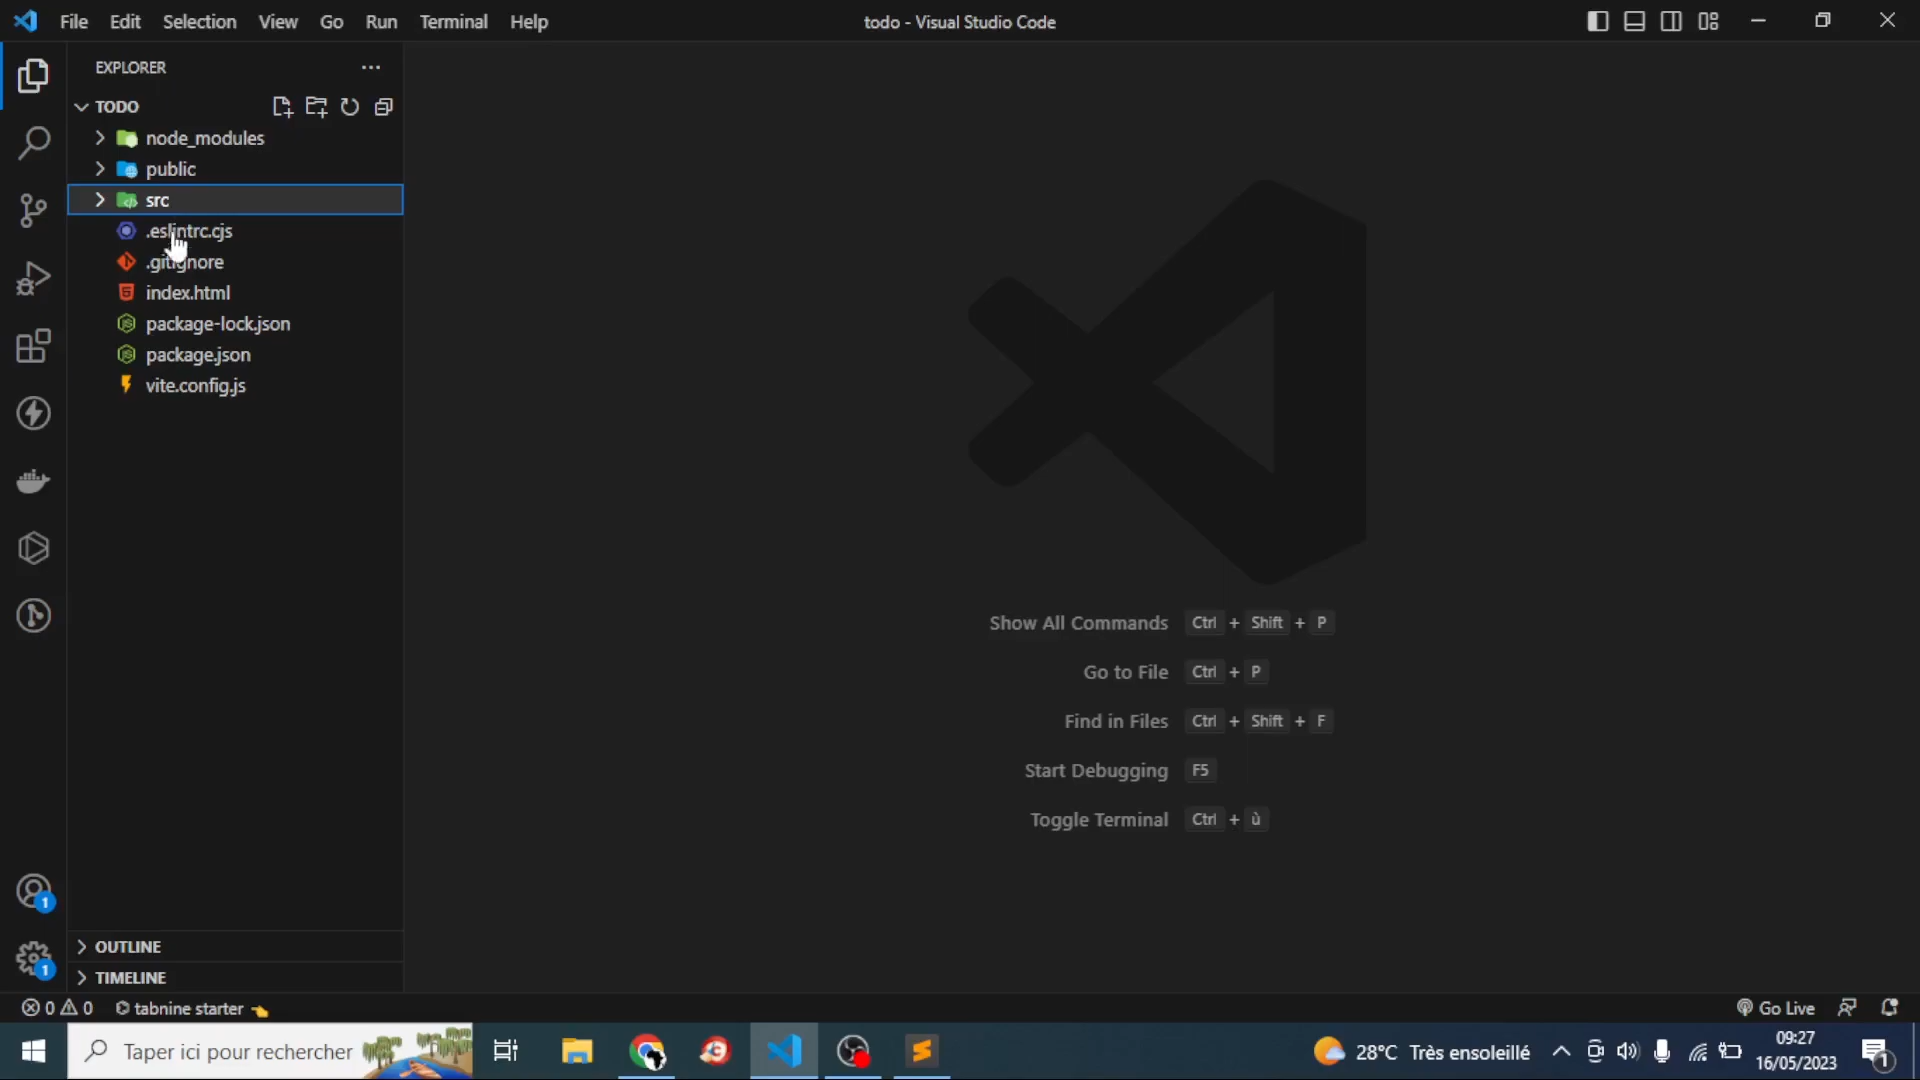 File Edit Selection View Go Run Terminal Help
todo - Visual Studio Code
EXPLORER
TODO
node_modules
public
src
.eslintrc.cjs
.gitignore
index.html
package-lock.json
package.json
vite.config.js
Show All Commands Ctrl + Shift + P
Go to File Ctrl + P
Find in Files Ctrl + Shift + F
Start Debugging F5
Toggle Terminal Ctrl + ù
1
1
OUTLINE
TIMELINE
0 0 tabnine starter
Go Live
Taper ici pour rechercher
28°C Très ensoleillé
09:27
16/05/2023
1